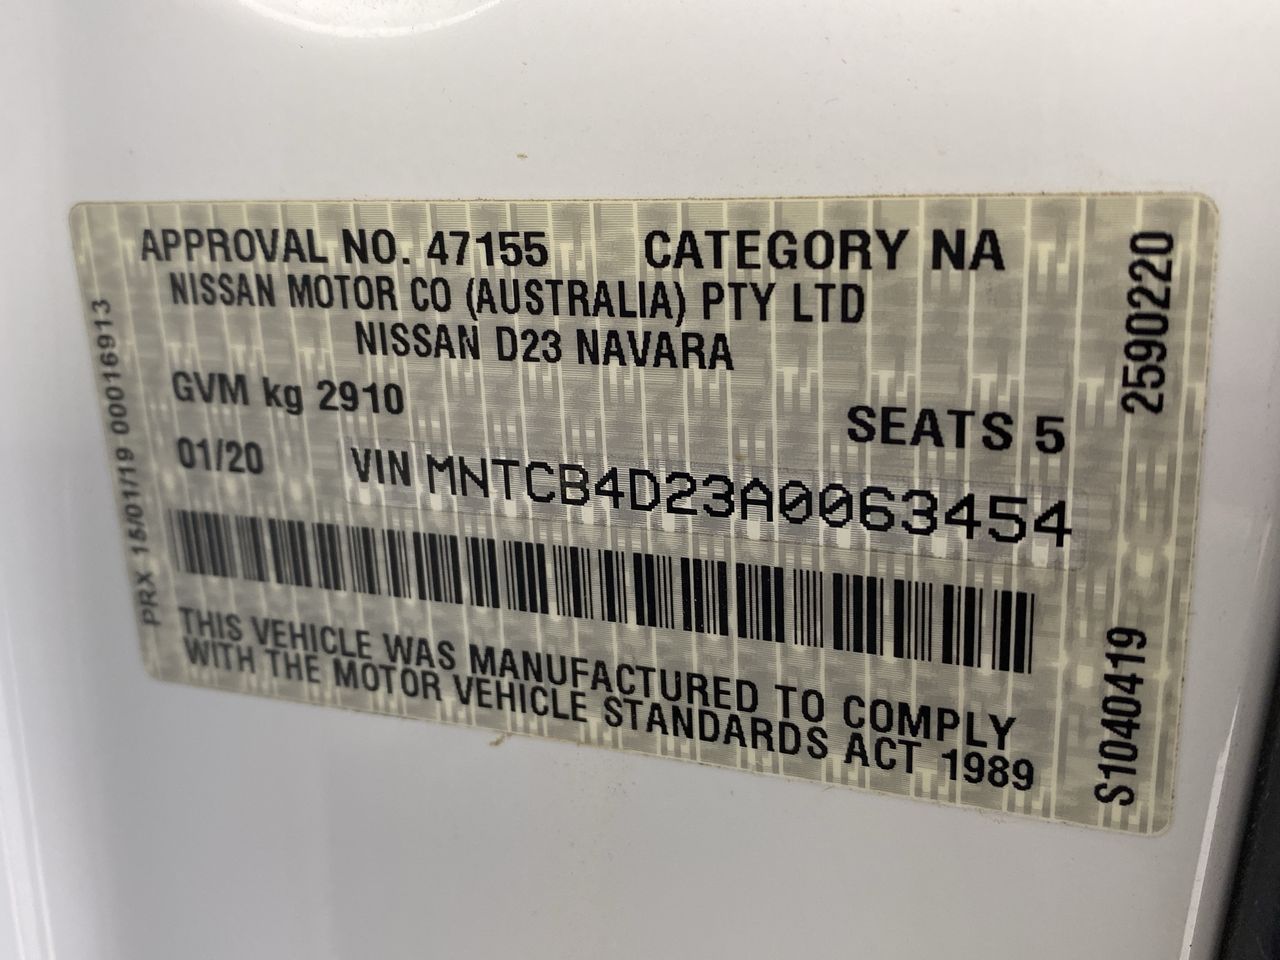 APPROVAL NO. 47155 CATEGORY NA
NISSAN MOTOR CO (AUSTRALIA) PTY LTD
NISSAN D23 NAVARA
GVM kg 2910
SEATS 5
01/20 VIN MNTCB4D23A0063454
THIS VEHICLE WAS MANUFACTURED TO COMPLY
WITH THE MOTOR VEHICLE STANDARDS ACT 1989
PRX 15/01/19 00016913
S1040419 2590220